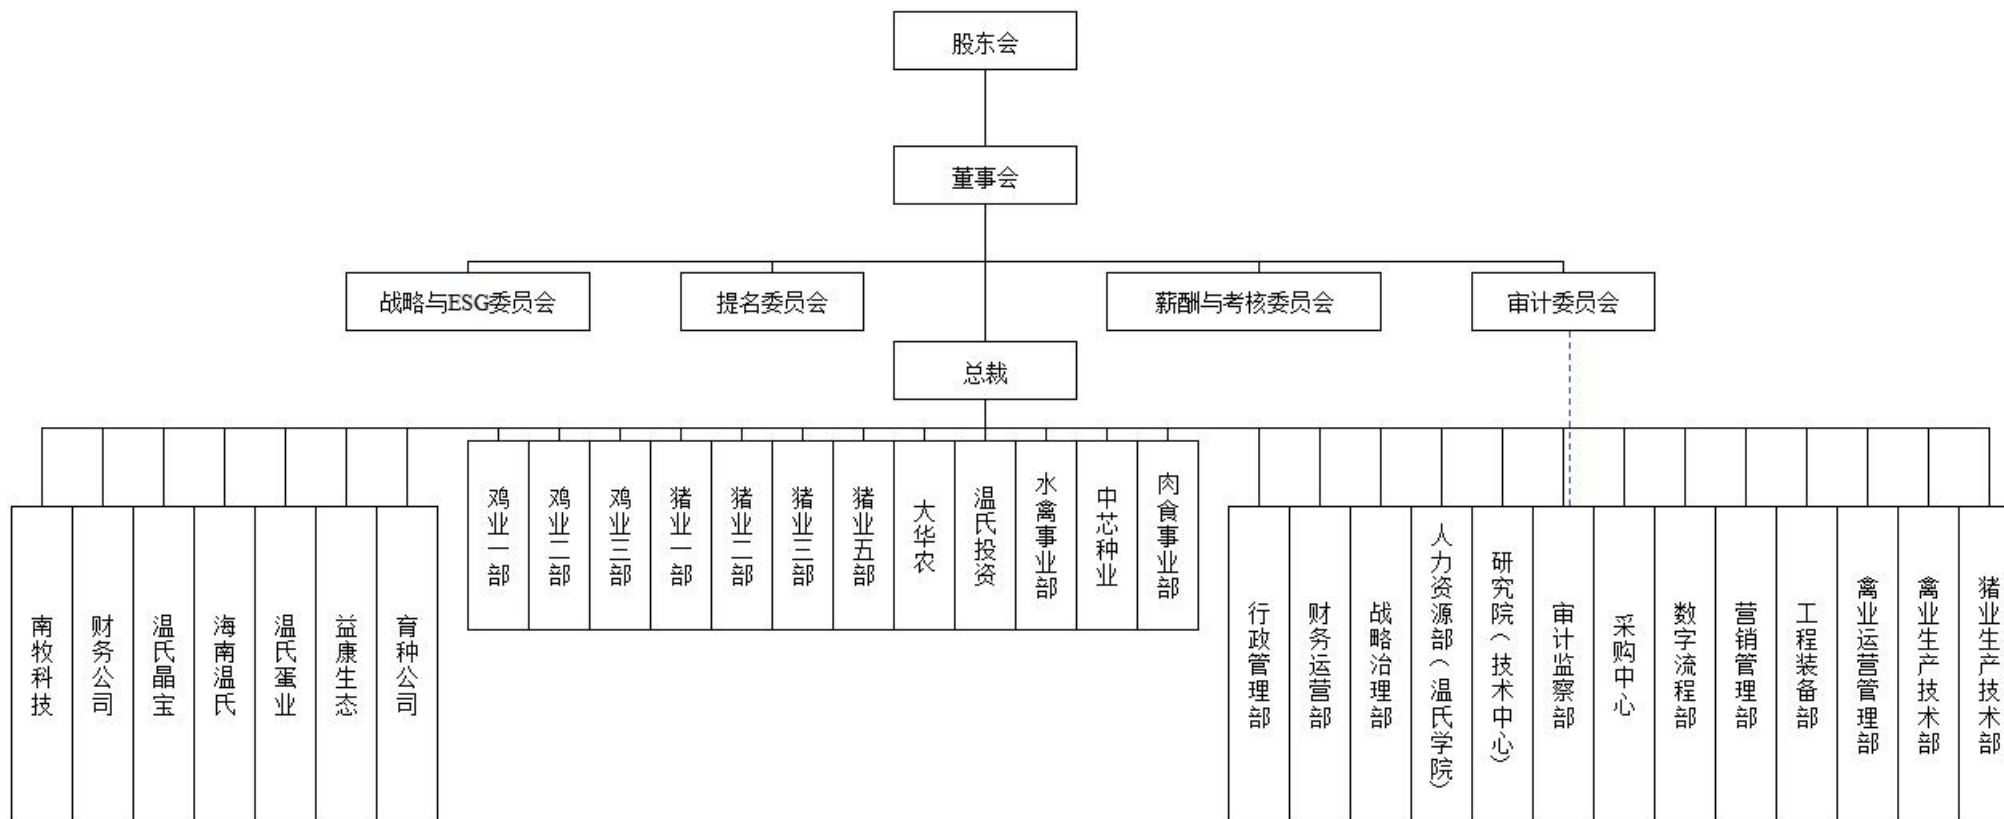 股东会
董事会
战略与ESG委员会
提名委员会
薪酬与考核委员会
审计委员会
总裁
南牧科技
财务公司
温氏晶宝
海南温氏
温氏蛋业
益康生态
育种公司
鸡业一部
鸡业二部
鸡业三部
猪业一部
猪业二部
猪业三部
猪业五部
大华农
温氏投资
水禽事业部
中芯种业
肉食事业部
行政管理部
财务运营部
战略治理部
人力资源部（温氏学院）
研究院（技术中心）
审计监察部
采购中心
数字流程部
营销管理部
工程装备部
禽业运营管理部
禽业生产技术部
猪业生产技术部